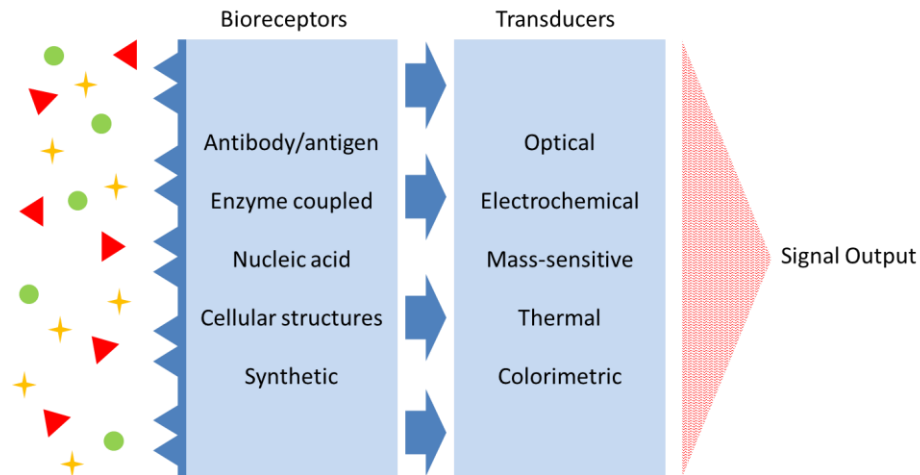 Bioreceptors
Transducers
Antibody/antigen
Enzyme coupled
Nucleic acid
Cellular structures
Synthetic
Optical
Electrochemical
Mass-sensitive
Thermal
Colorimetric
Signal Output